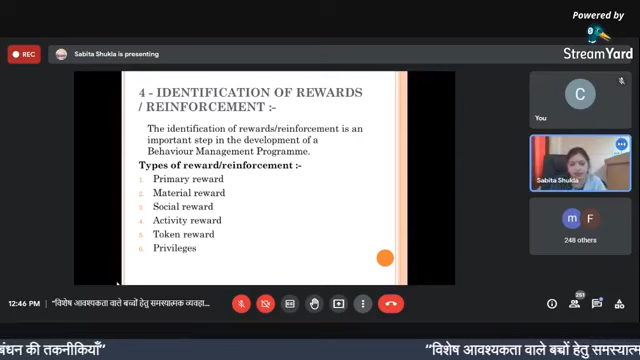 Powered by
StreamYard
REC
Sabita Shukla is presenting
4 - IDENTIFICATION OF REWARDS
/ REINFORCEMENT :-
The identification of rewards/reinforcement is an
important step in the development of a
Behaviour Management Programme.
Types of reward/reinforcement :-
1. Primary reward
2. Material reward
3. Social reward
4. Activity reward
5. Token reward
6. Privileges
C
You
Sabita Shukla
m F
248 others
12:46 PM
"विशेष आवश्यकता वाले बच्चों हेतु समस्यात्मक व्यवहा...
251
बंधन की तकनीकियाँ"
"विशेष आवश्यकता वाले बचों हेतु समस्यात्म